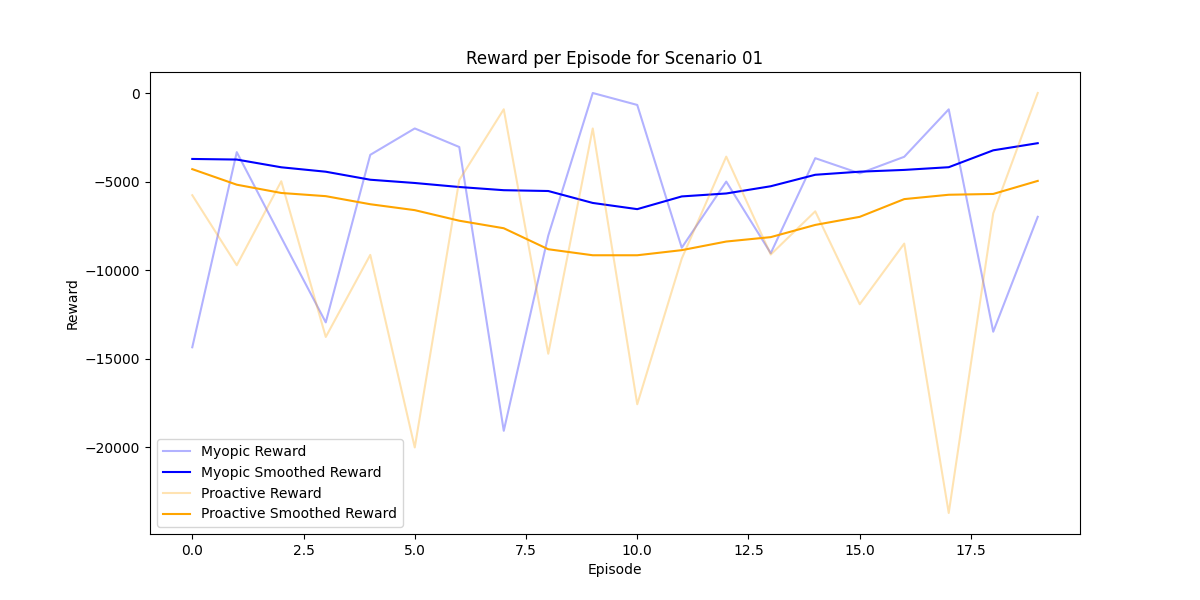 Reward per Episode for Scenario 01
Reward
0
−5000
−10000
−15000
−20000
Myopic Reward
Myopic Smoothed Reward
Proactive Reward
Proactive Smoothed Reward
0.0 2.5 5.0 7.5 10.0 12.5 15.0 17.5
Episode